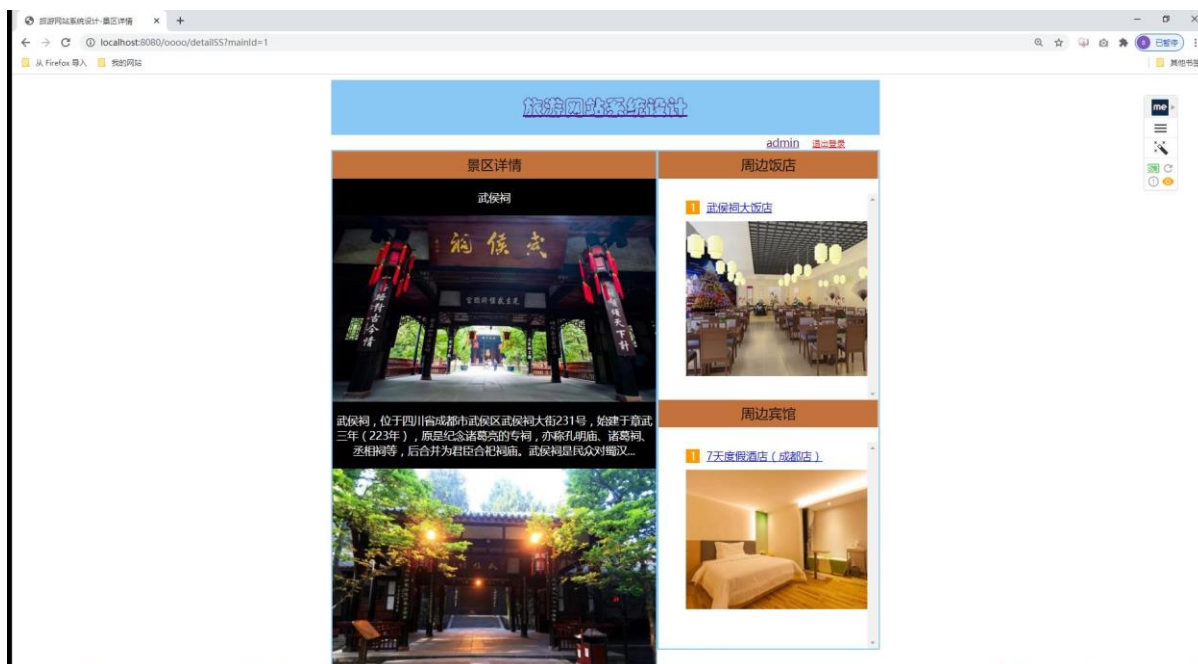 旅游网站系统设计-景区详情
localhost:8080/oooo/detailSS?mainId=1
已暂停
从 Firefox 导入
我的网站
其他书签
旅游网站系统设计
admin 退出登录
me
景区详情
武侯祠
祠侯武
武侯祠，位于四川省成都市武侯区武侯祠大街231号，始建于章武
三年（223年），原是纪念诸葛亮的专祠，亦称孔明庙、诸葛祠、
丞相祠等，后合并为君臣合祀祠庙。武侯祠是民众对蜀汉...
周边饭店
1 武侯祠大饭店
周边宾馆
1 7天度假酒店（成都店）